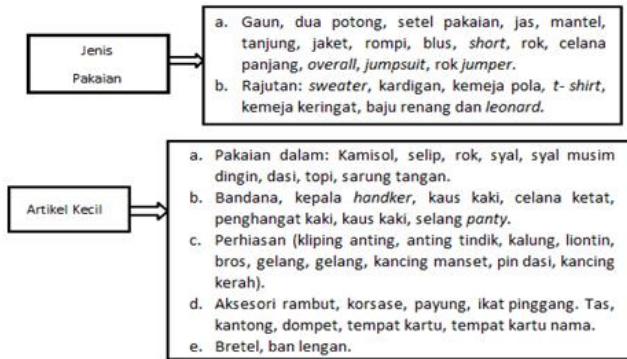 Jenis
Pakaian
a. Gaun, dua potong, setel pakaian, jas, mantel,
tanjung, jaket, rompi, blus, short, rok, celana
panjang, overall, jumpsuit, rok jumper.
b. Rajutan: sweater, kardigan, kemeja pola, t- shirt,
kemeja keringat, baju renang dan leonard.
Artikel Kecil
a. Pakaian dalam: Kamisol, selip, rok, syal, syal musim
dingin, dasi, topi, sarung tangan.
b. Bandana, kepala handker, kaus kaki, celana ketat,
penghangat kaki, kaus kaki, selang panty.
c. Perhiasan (kliping anting, anting tindik, kalung, liontin,
bros, gelang, gelang, kancing manset, pin dasi, kancing
kerah).
d. Aksesori rambut, korsase, payung, ikat pinggang. Tas,
kantong, dompet, tempat kartu, tempat kartu nama.
e. Bretel, ban lengan.